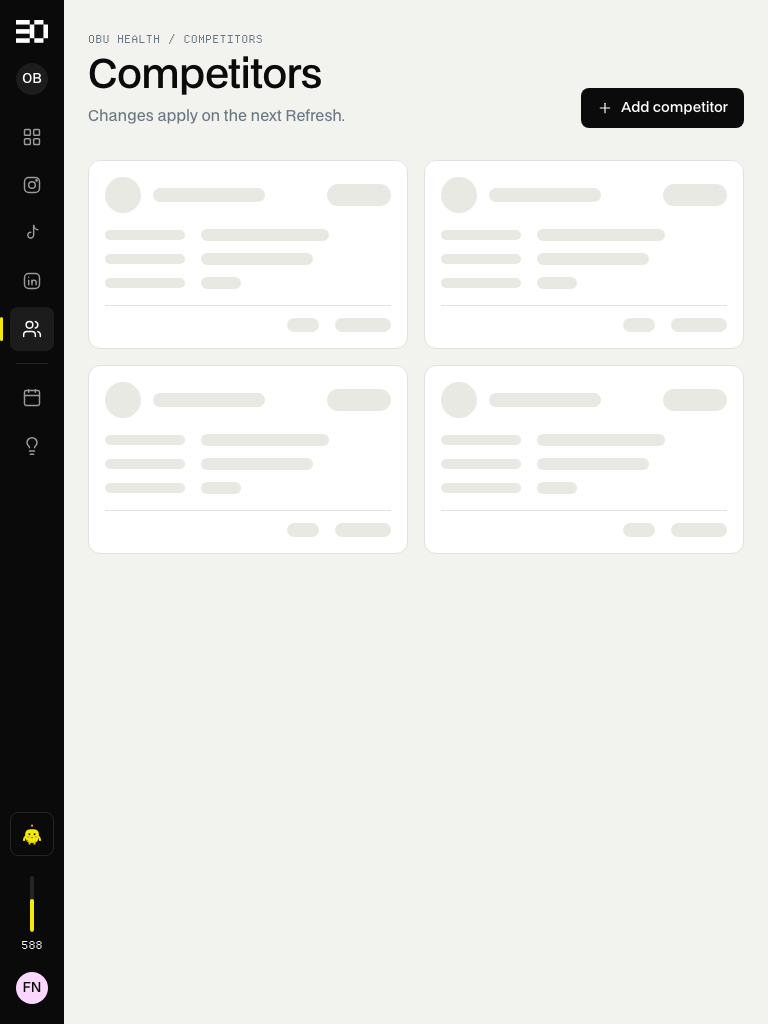 OB
588
FN
OBU HEALTH / COMPETITORS
Competitors
Changes apply on the next Refresh.
Add competitor